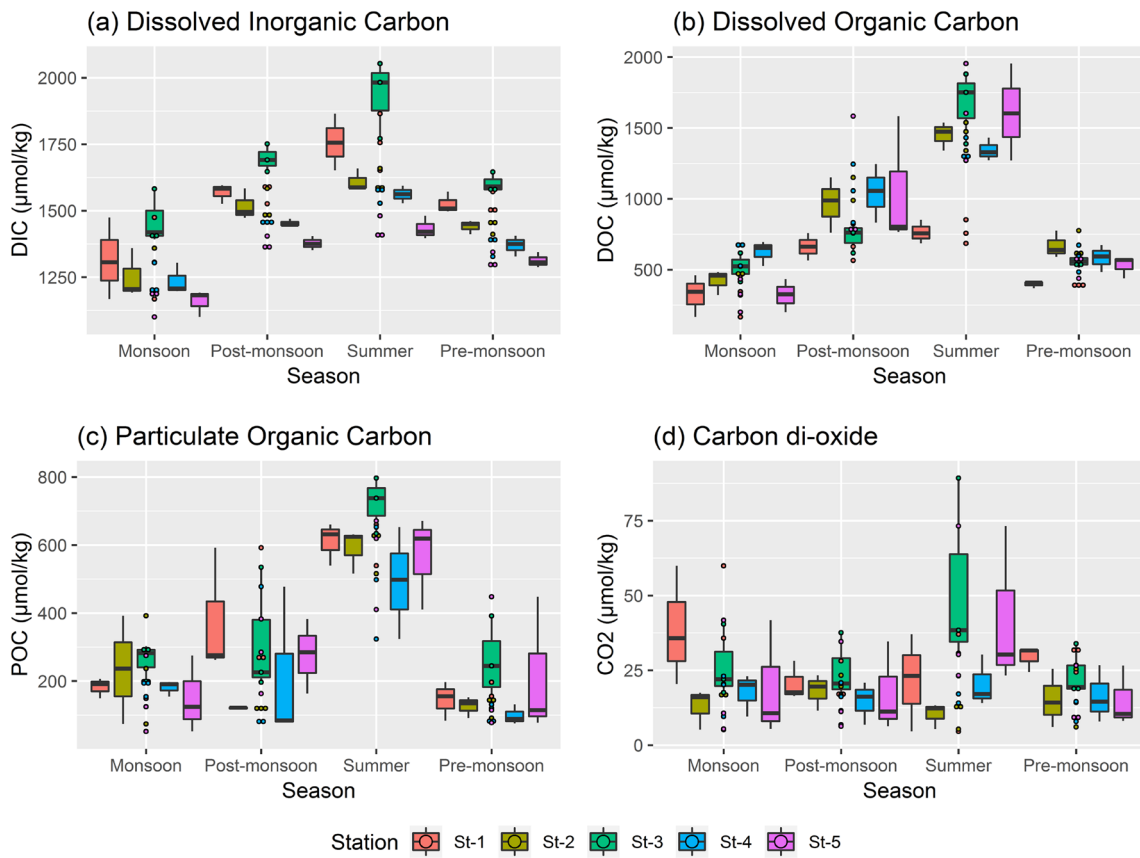 (a) Dissolved Inorganic Carbon
DIC (μmol/kg)
2000
1750
1500
1250
Monsoon Post-monsoon Summer Pre-monsoon
Season
(b) Dissolved Organic Carbon
DOC (μmol/kg)
2000
1500
1000
500
Monsoon Post-monsoon Summer Pre-monsoon
Season
(c) Particulate Organic Carbon
POC (μmol/kg)
800
600
400
200
Monsoon Post-monsoon Summer Pre-monsoon
Season
(d) Carbon di-oxide
CO2 (μmol/kg)
75
50
25
0
Monsoon Post-monsoon Summer Pre-monsoon
Season
Station St-1 St-2 St-3 St-4 St-5